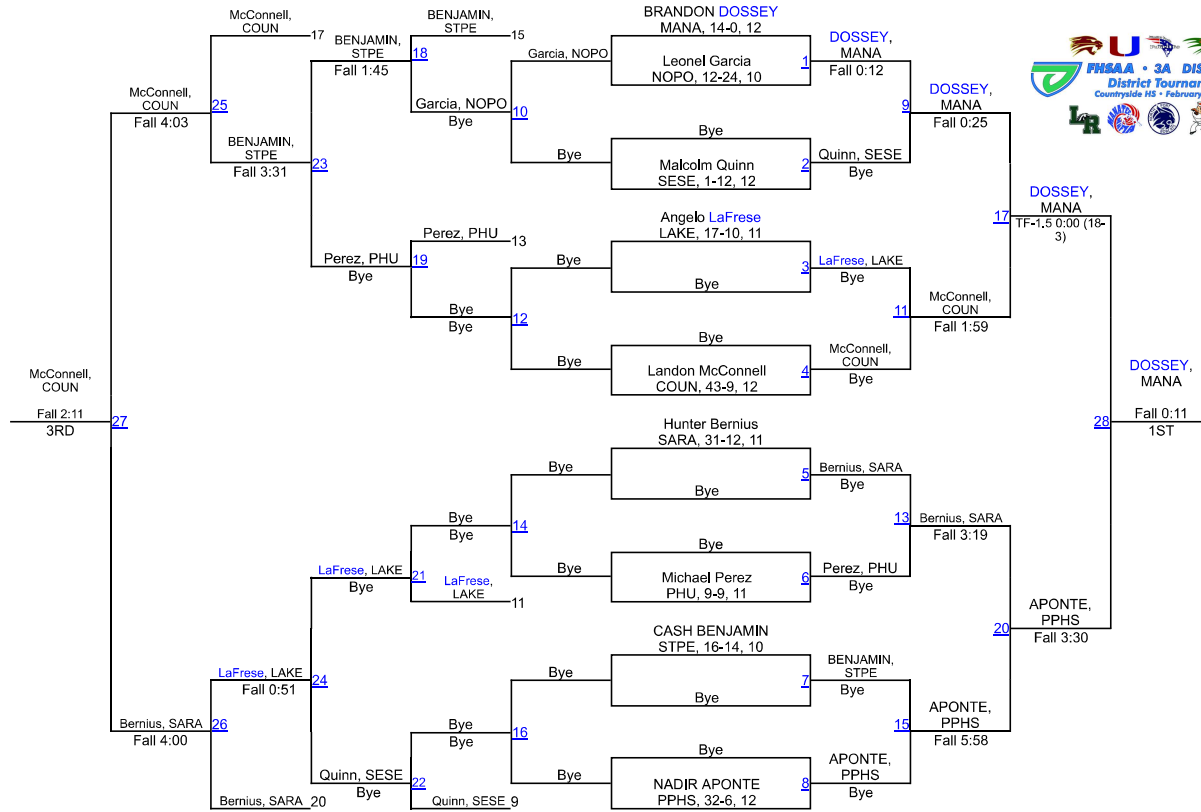 McConnell,
COUN
17
BENJAMIN,
STPE
Fall 1:45
18
BENJAMIN,
STPE
15
Garcia, NOPO
Garcia, NOPO
Bye
10
Bye
McConnell,
COUN
Fall 4:03
25
BENJAMIN,
STPE
Fall 3:31
23
Perez, PHU
Bye
19
Perez, PHU
13
Bye
Bye
12
Bye
Bye
McConnell,
COUN
Fall 2:11
3RD
27
Bye
Bye
14
Bye
Bye
LaFrese, LAKE
Bye
21
LaFrese,
LAKE
11
LaFrese, LAKE
Fall 0:51
24
Bernius, SARA
Fall 4:00
26
Bernius, SARA
20
Quinn, SESE
Bye
22
Quinn, SESE
9
Bye
Bye
16
Bye
Bye
BRANDON DOSSEY
MANA, 14-0, 12
Leonel Garcia
NOPO, 12-24, 10
1
DOSSEY,
MANA
Fall 0:12
Bye
Malcolm Quinn
SESE, 1-12, 12
2
Quinn, SESE
Bye
9
DOSSEY,
MANA
Fall 0:25
Angelo LaFrese
LAKE, 17-10, 11
Bye
3
LaFrese, LAKE
Bye
Bye
Landon McConnell
COUN, 43-9, 12
4
McConnell,
COUN
Bye
11
McConnell,
COUN
Fall 1:59
17
DOSSEY,
MANA
TF-1.5 0:00 (18-
3)
Hunter Bernius
SARA, 31-12, 11
Bye
5
Bernius, SARA
Bye
Michael Perez
PHU, 9-9, 11
6
Perez, PHU
13
Bernius, SARA
Fall 3:19
CASH BENJAMIN
STPE, 16-14, 10
Bye
7
BENJAMIN,
STPE
Bye
Bye
NADIR APONTE
PPHS, 32-6, 12
8
APONTE,
PPHS
Bye
15
APONTE,
PPHS
Fall 5:58
20
APONTE,
PPHS
Fall 3:30
28
DOSSEY,
MANA
Fall 0:11
1ST
U
FHSAA • 3A DIS
District Tournar
Countryside HS • February
LR